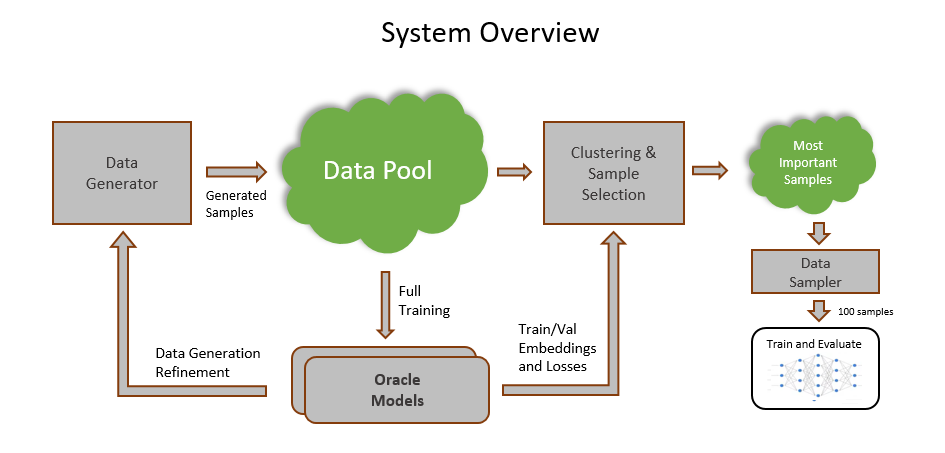 System Overview
Data
Generator
Generated
Samples
Data Pool
Clustering &
Sample
Selection
Most
Important
Samples
Data
Sampler
100 samples
Train and Evaluate
Full
Training
Train/Val
Embeddings
and Losses
Data Generation
Refinement
Oracle
Models